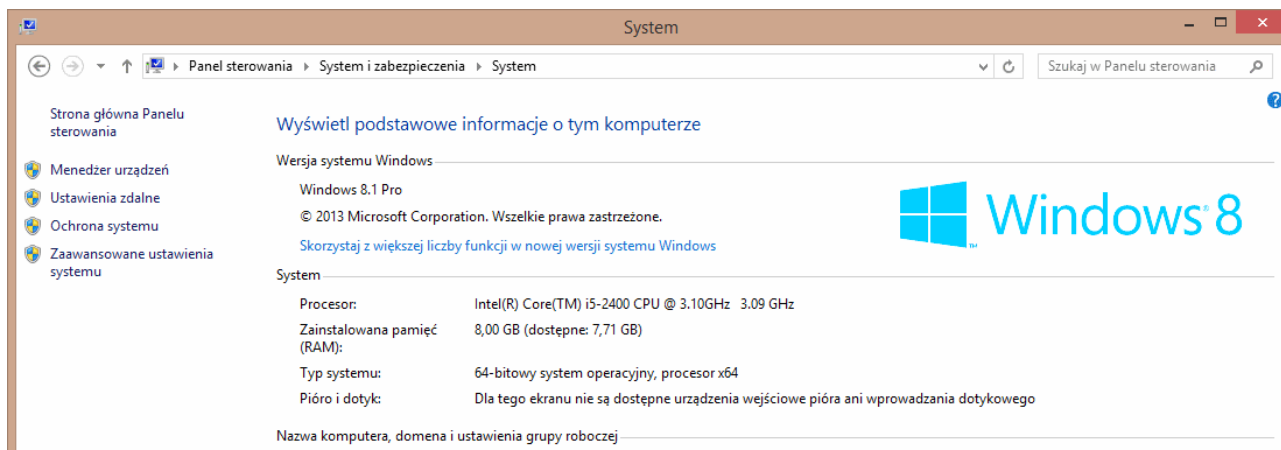 System
Panel sterowania ▸ System i zabezpieczenia ▸ System
Szukaj w Panelu sterowania
Strona główna Panelu
sterowania
Menedżer urządzeń
Ustawienia zdalne
Ochrona systemu
Zaawansowane ustawienia
systemu
Wyświetl podstawowe informacje o tym komputerze
Wersja systemu Windows
Windows 8.1 Pro
© 2013 Microsoft Corporation. Wszelkie prawa zastrzeżone.
Skorzystaj z większej liczby funkcji w nowej wersji systemu Windows
Windows® 8
System
Procesor: Intel(R) Core(TM) i5-2400 CPU @ 3.10GHz 3.09 GHz
Zainstalowana pamięć 8,00 GB (dostępne: 7,71 GB)
(RAM):
Typ systemu: 64-bitowy system operacyjny, procesor x64
Pióro i dotyk: Dla tego ekranu nie są dostępne urządzenia wejściowe pióra ani wprowadzania dotykowego
Nazwa komputera, domena i ustawienia grupy roboczej